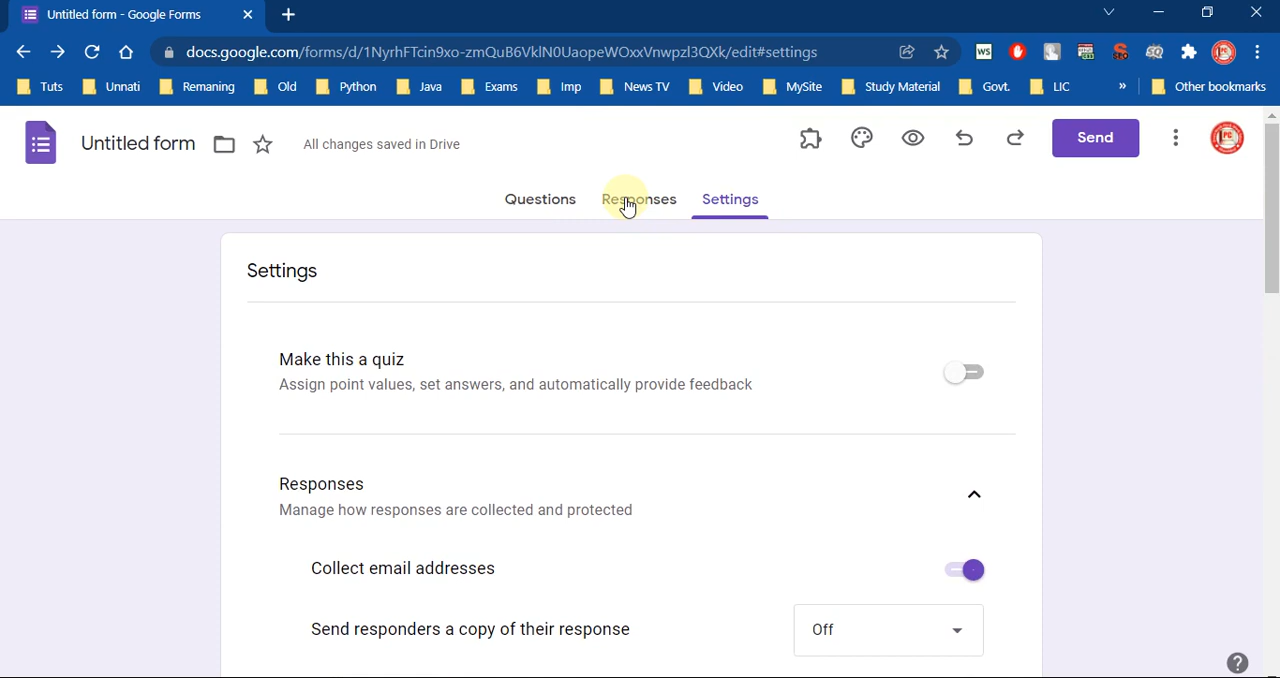 Untitled form - Google Forms
docs.google.com/forms/d/1NyrhFTcin9xo-zmQuB6VklN0UaopeWOxxVnwpzl3QXk/edit#settings
Tuts Unnati Remaning Old Python Java Exams Imp News TV Video MySite Study Material Govt. LIC » Other bookmarks
Untitled form All changes saved in Drive Send
Questions Responses Settings
Settings
Make this a quiz
Assign point values, set answers, and automatically provide feedback
Responses
Manage how responses are collected and protected
Collect email addresses
Send responders a copy of their response Off